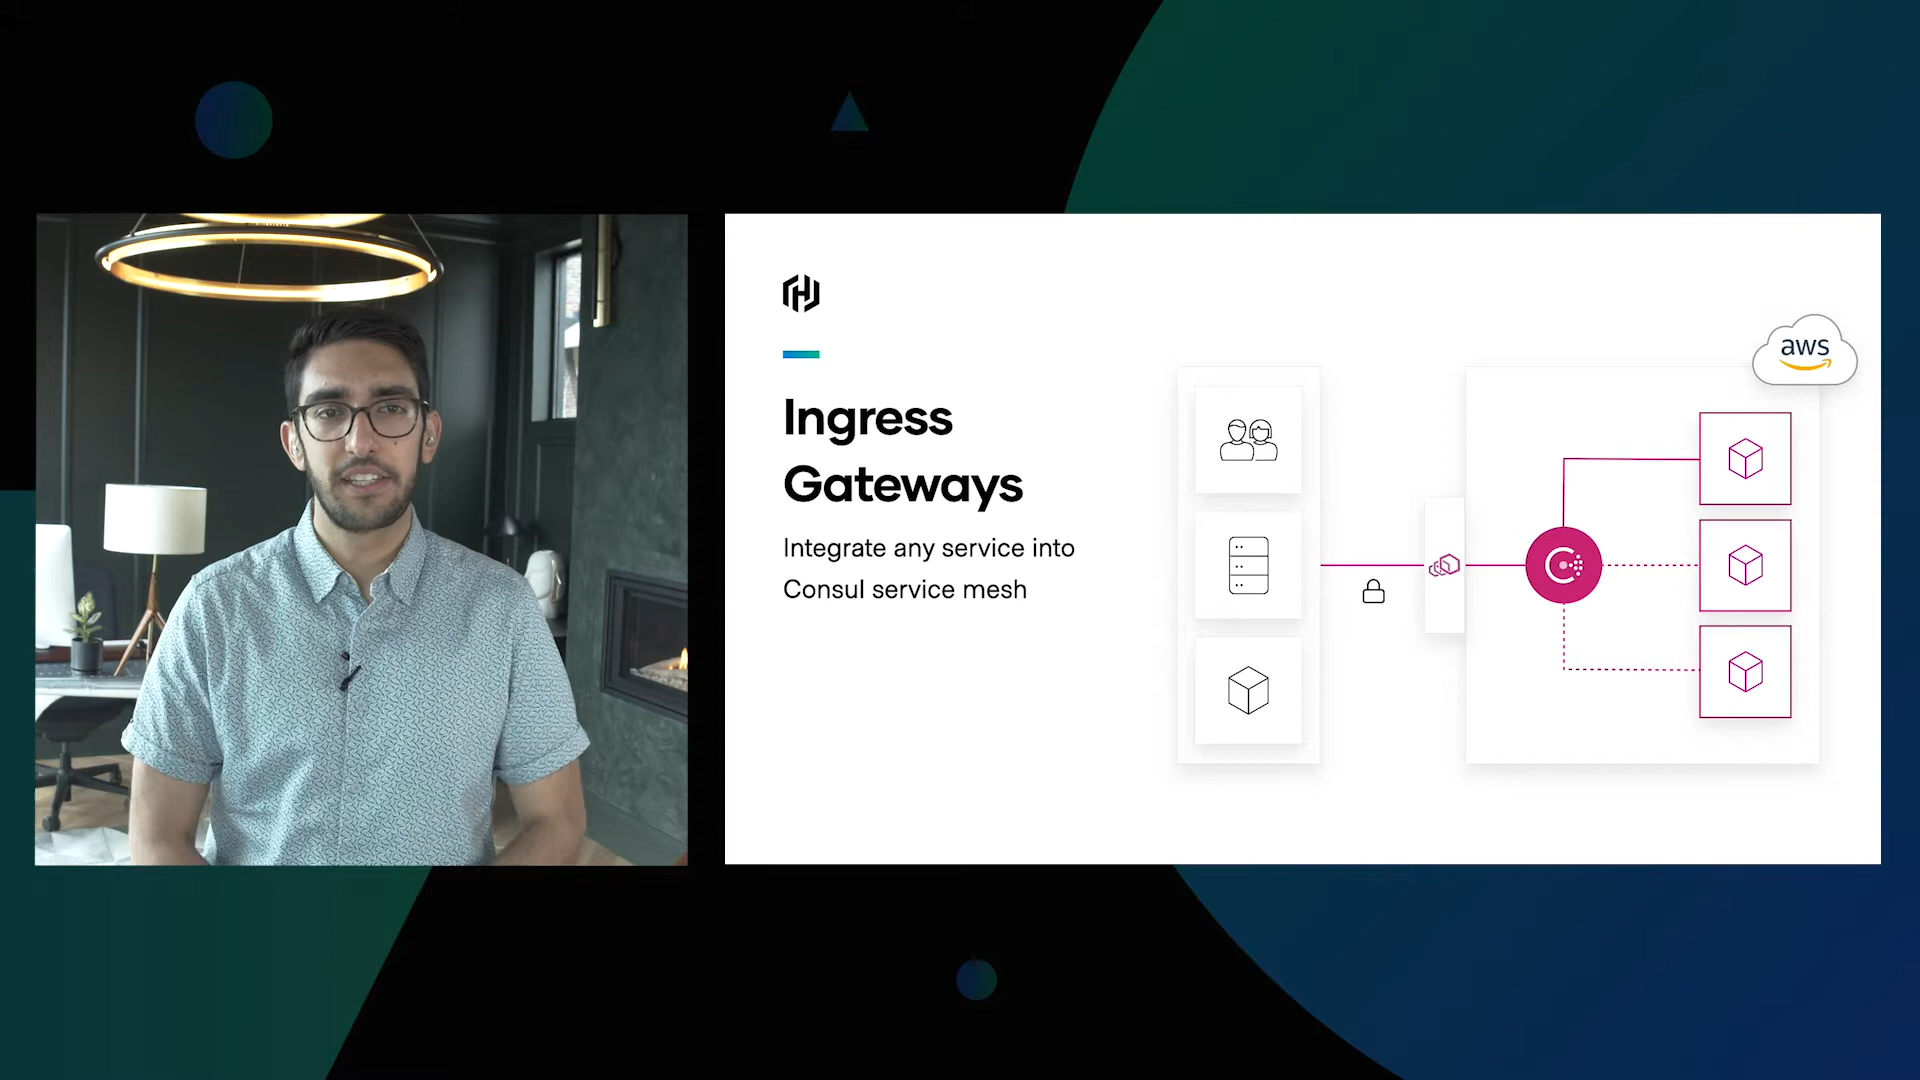 Ingress
Gateways
Integrate any service into
Consul service mesh
aws